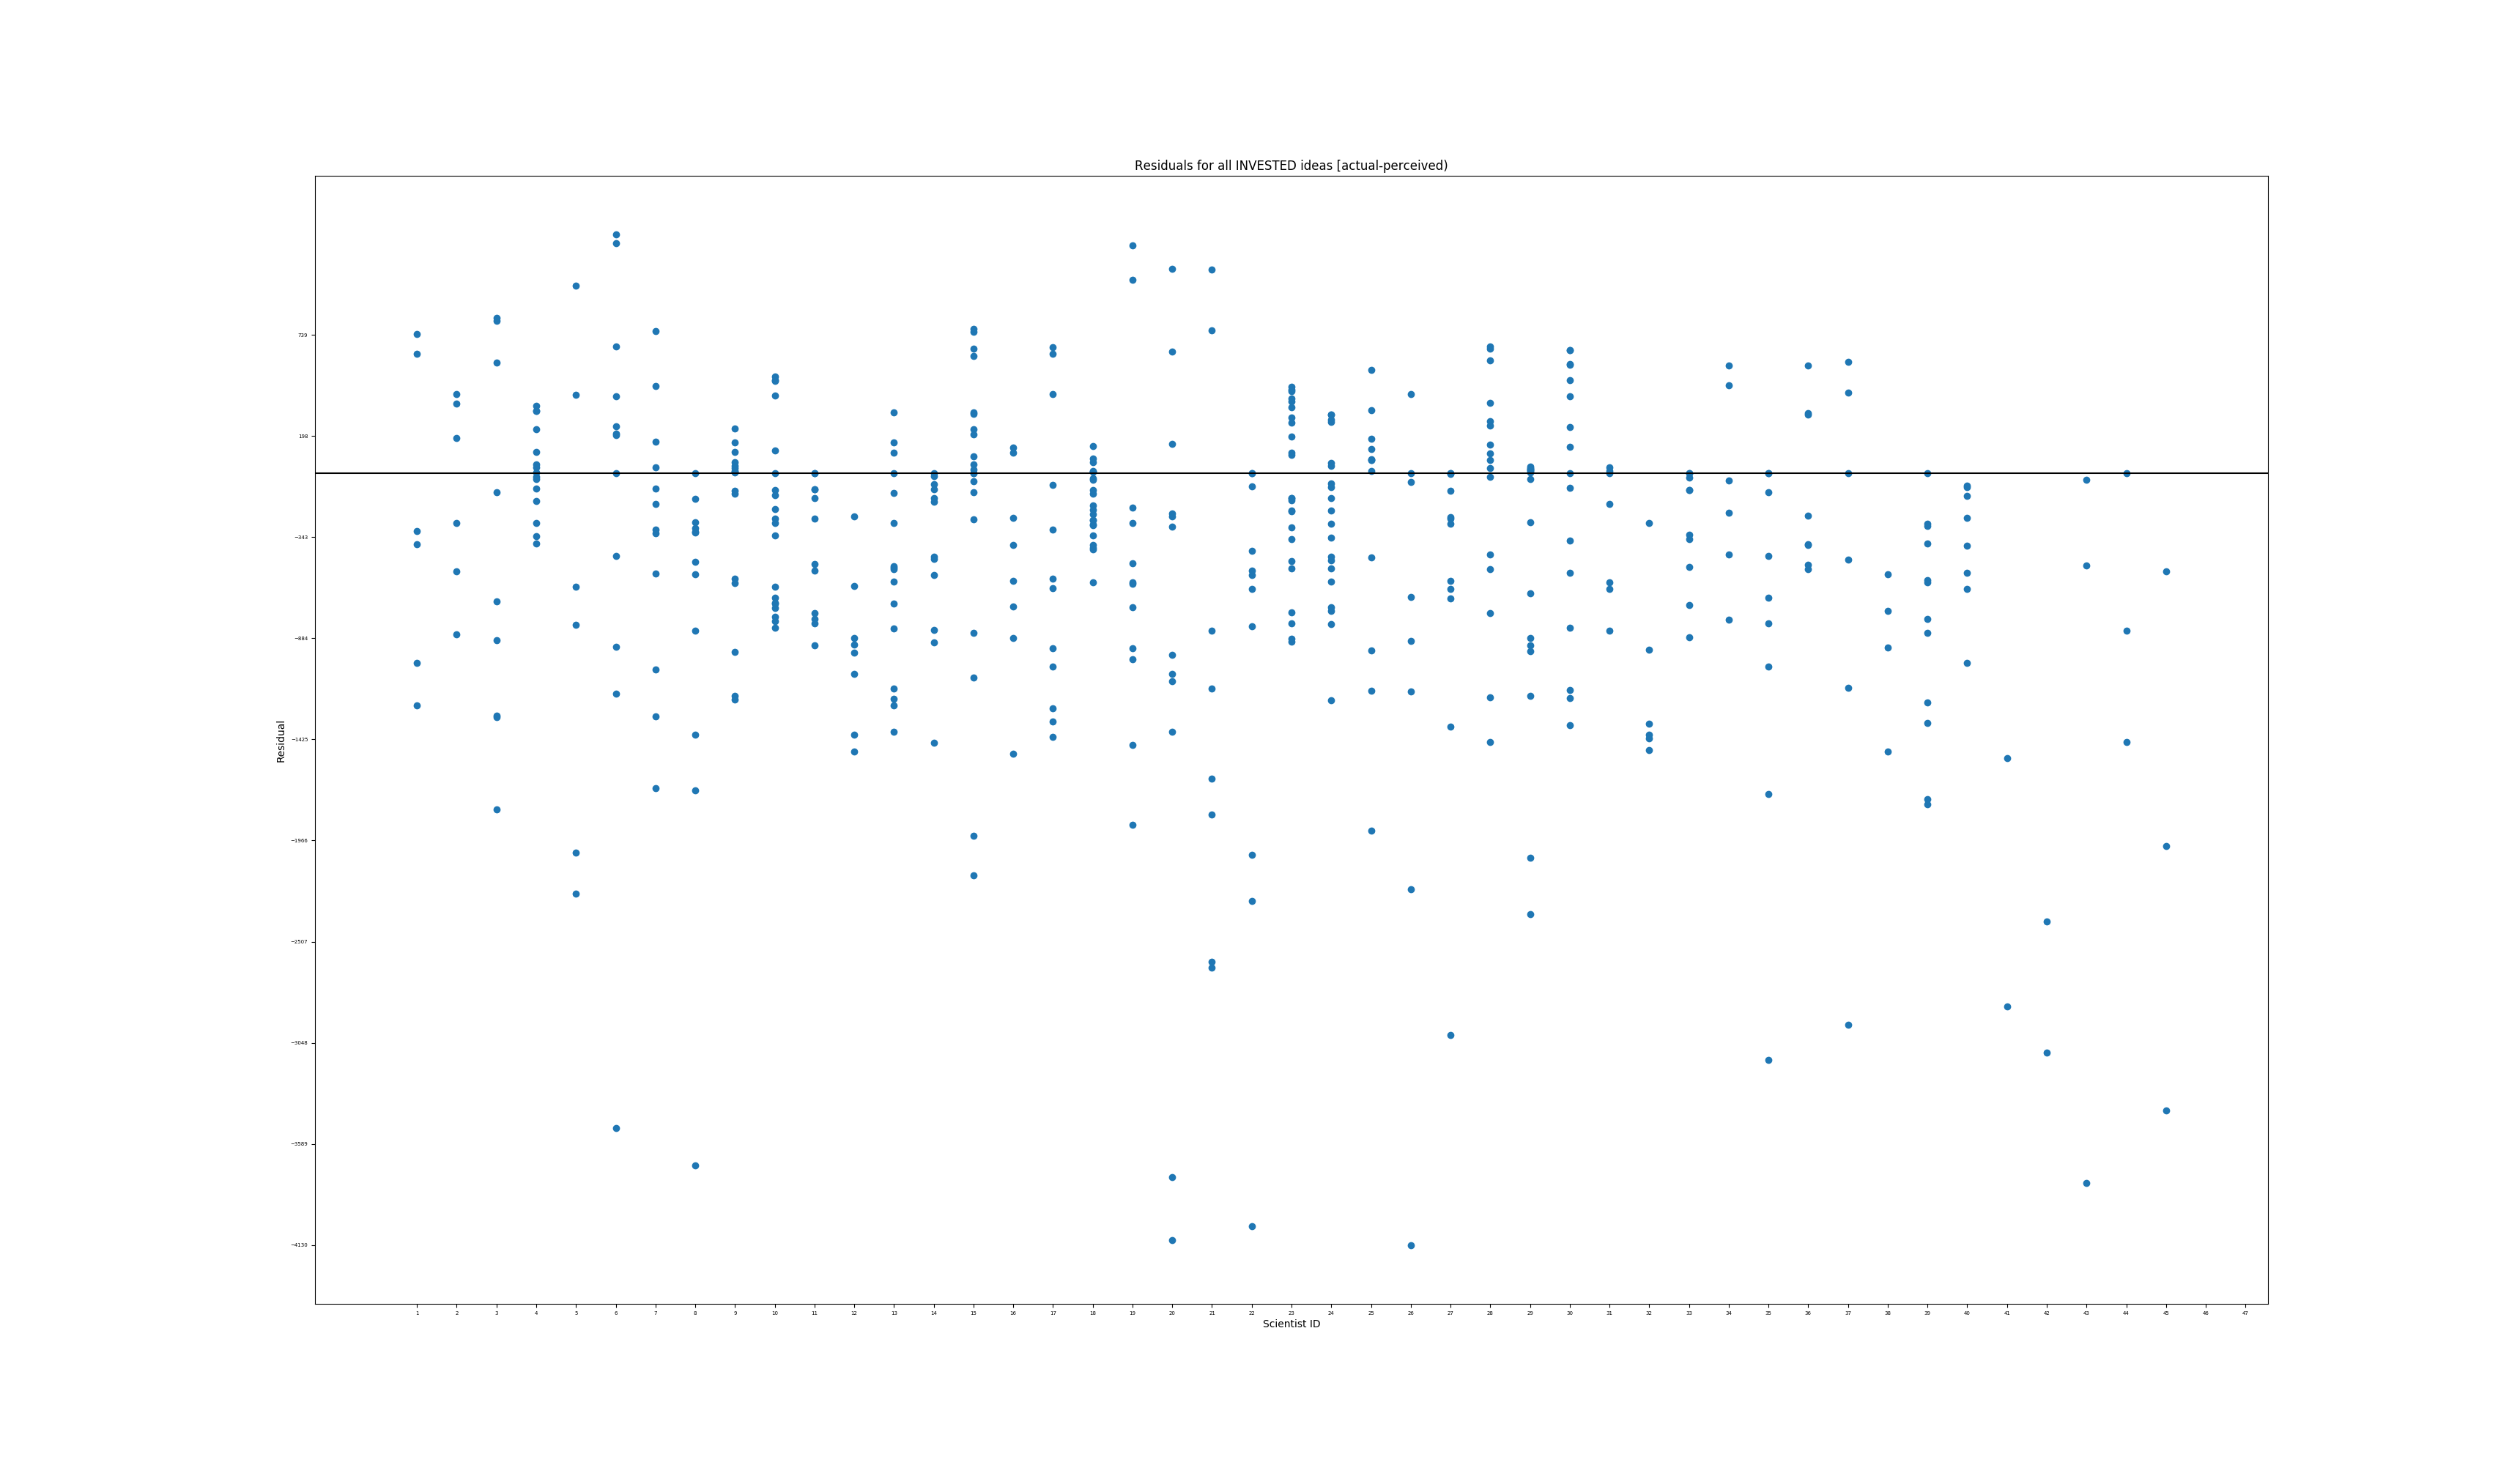 Residuals for all INVESTED ideas [actual-perceived)
739
198
−343
−884
−1425
−1966
−2507
−3048
−3589
−4130
Residual
1 2 3 4 5 6 7 8 9 10 11 12 13 14 15 16 17 18 19 20 21 22 23 24 25 26 27 28 29 30 31 32 33 34 35 36 37 38 39 40 41 42 43 44 45 46 47
Scientist ID